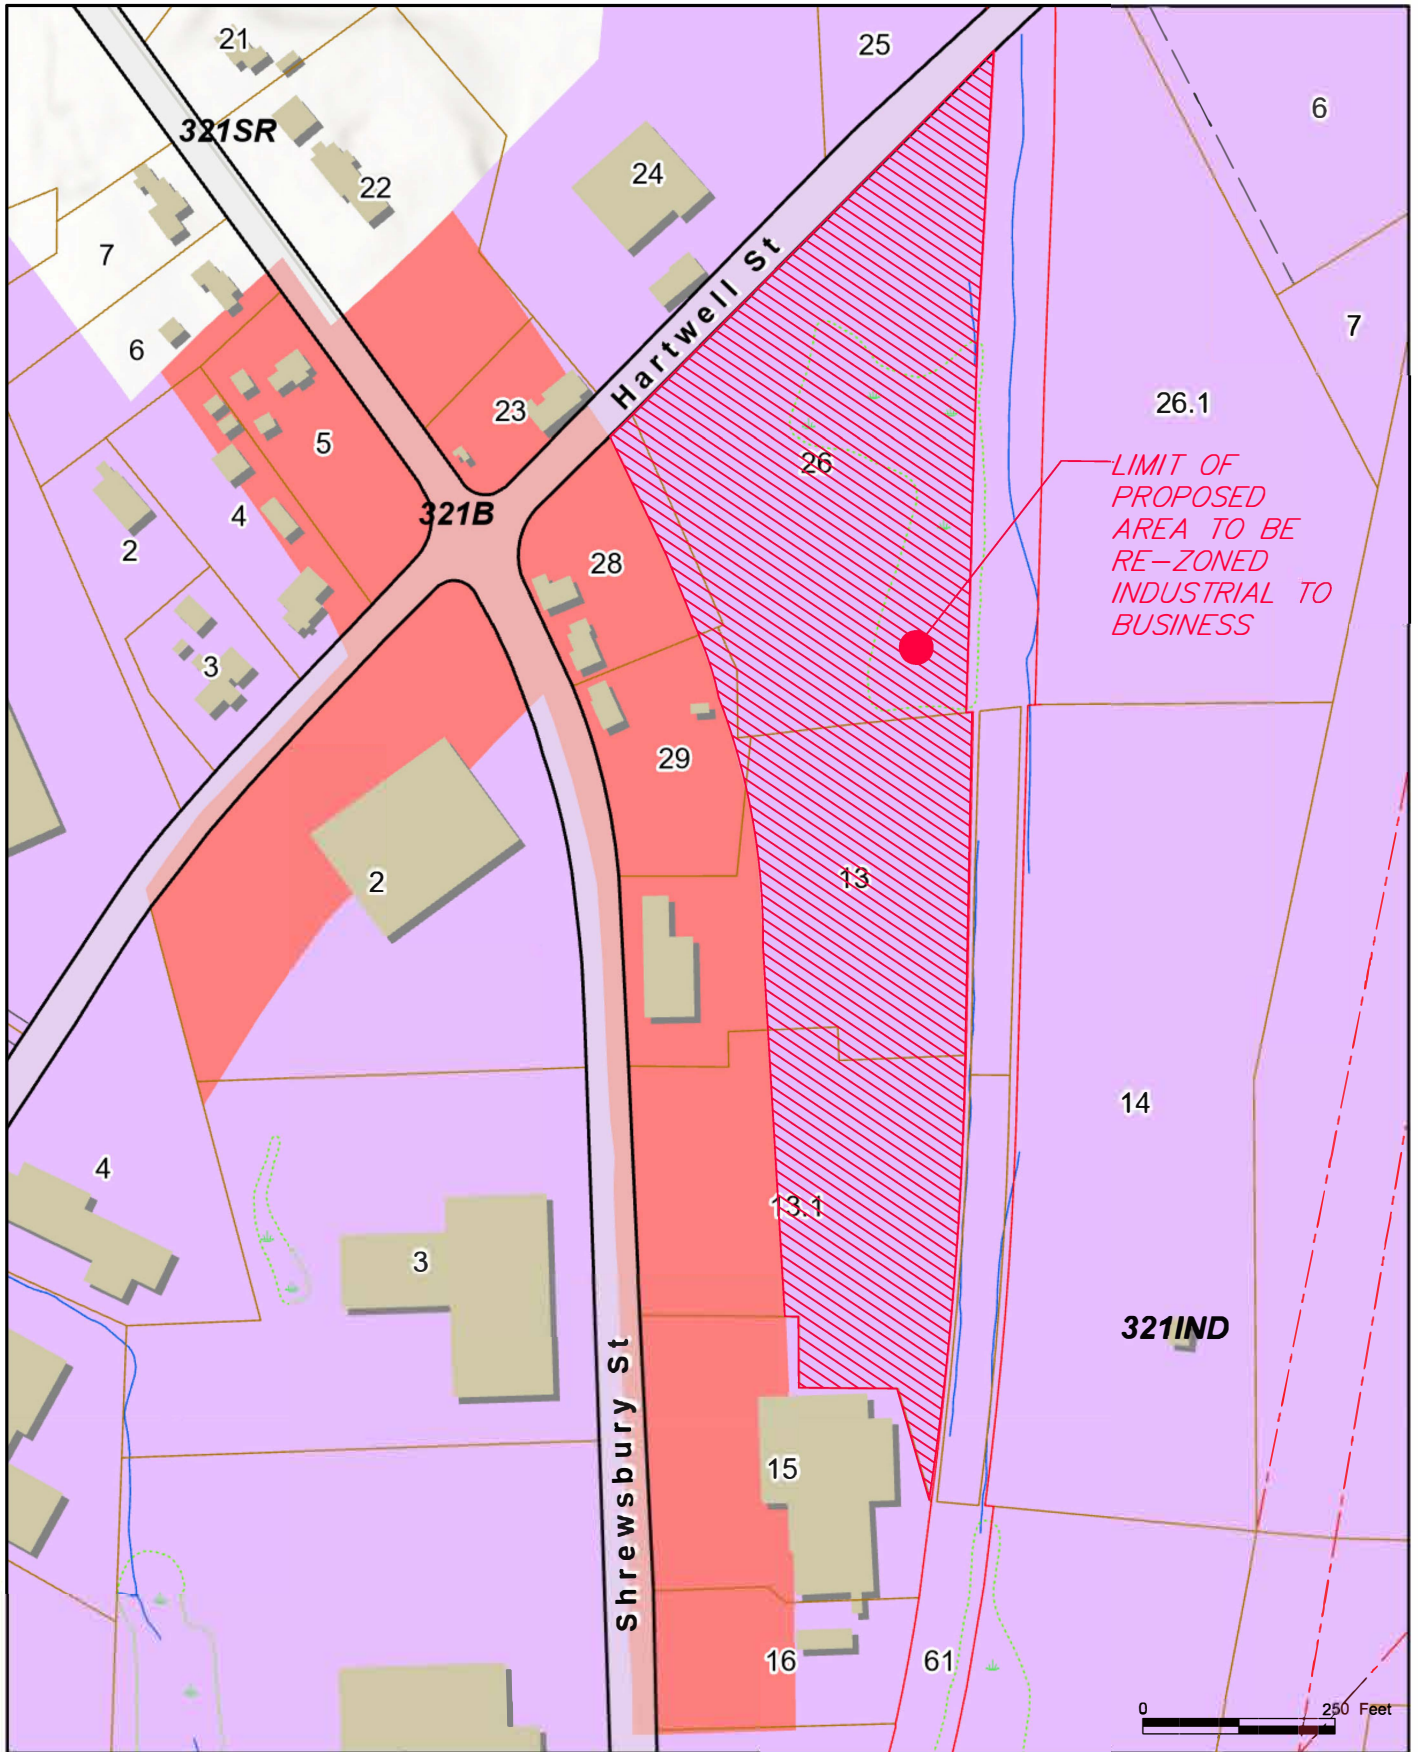 21
25
6
321SR
24
22
7
7
6
Hartwell St
23
26.1
5
26
LIMIT OF
PROPOSED
AREA TO BE
RE-ZONED
INDUSTRIAL TO
BUSINESS
4
321B
2
28
3
29
2
13
14
4
13.1
3
321IND
Shrewsbury St
15
16
61
0 250 Feet